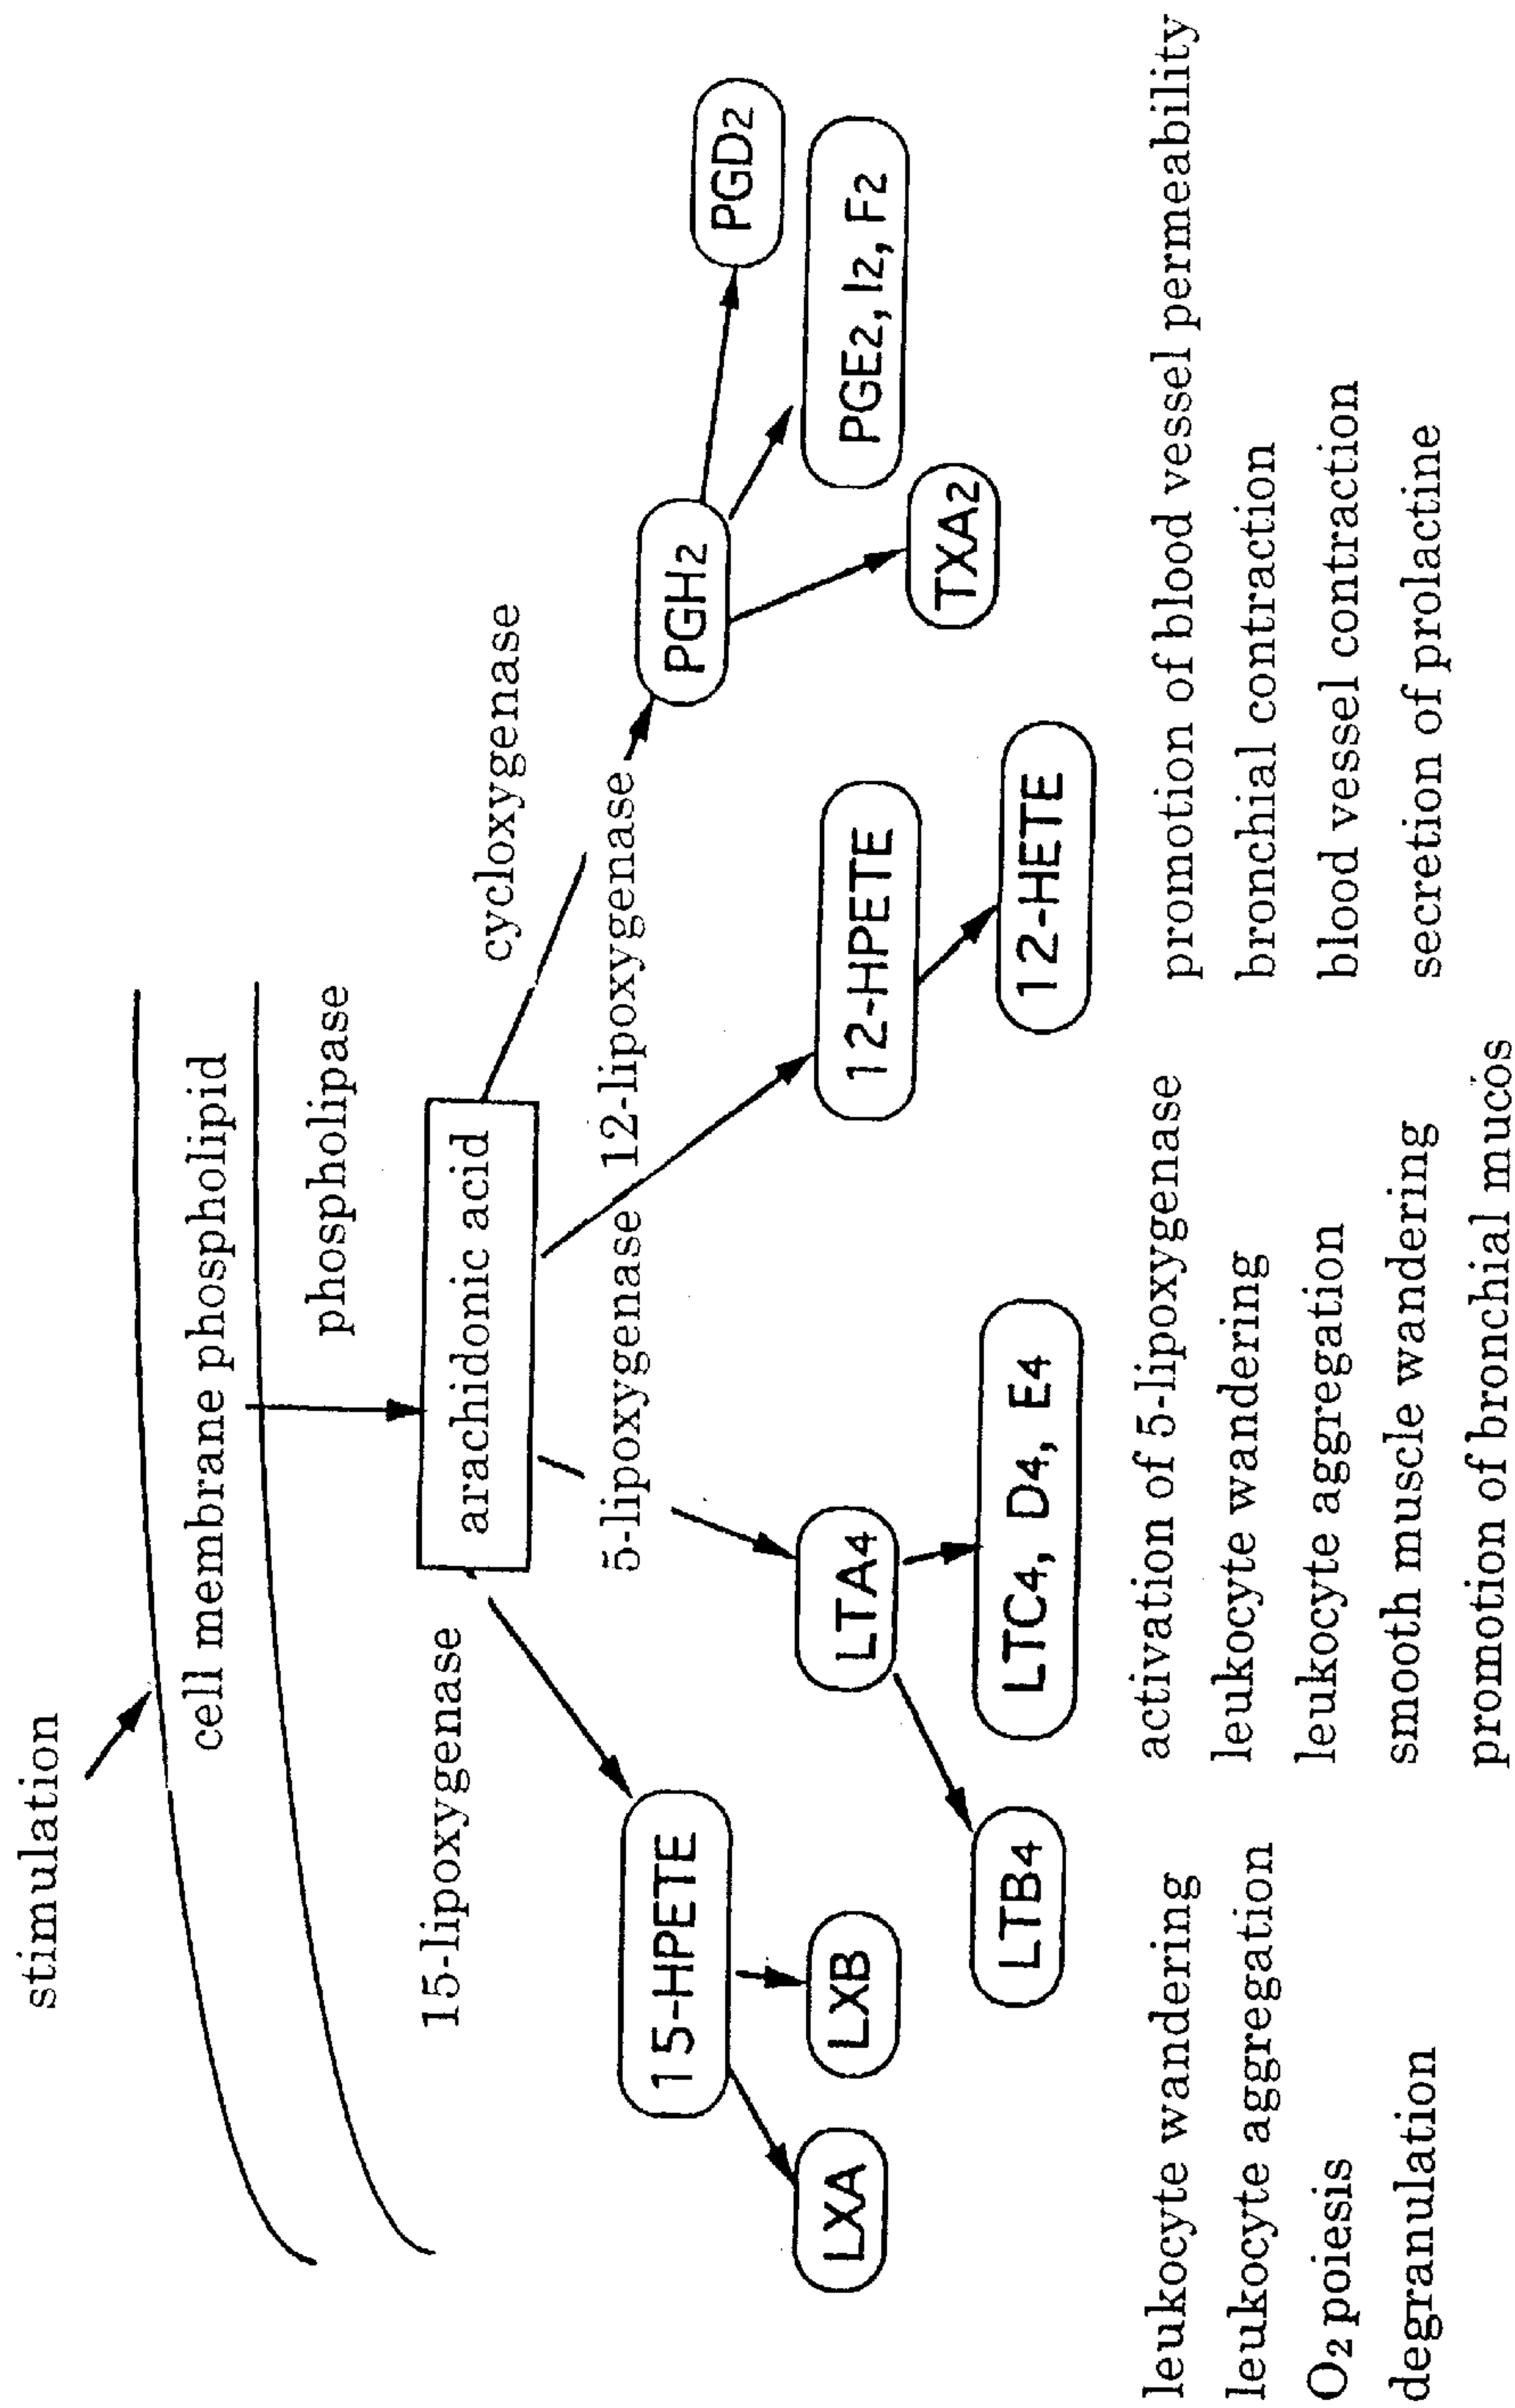 stimulation
cell membrane phospholipid
phospholipase
arachidonic acid
15-lipoxygenase
cycloxygenase
5-lipoxygenase
12-lipoxygenase
15-HPETE
PGH2
PGD2
LXA
LXB
LTA4
12-HPETE
PGE2, I2, F2
LTB4
LTC4, D4, E4
12-HETE
TXA2
leukocyte wandering
leukocyte aggregation
O2 poiesis
degranulation
activation of 5-lipoxygenase
leukocyte wandering
leukocyte aggregation
smooth muscle wandering
promotion of bronchial mucos
promotion of blood vessel permeability
bronchial contraction
blood vessel contraction
secretion of prolactine